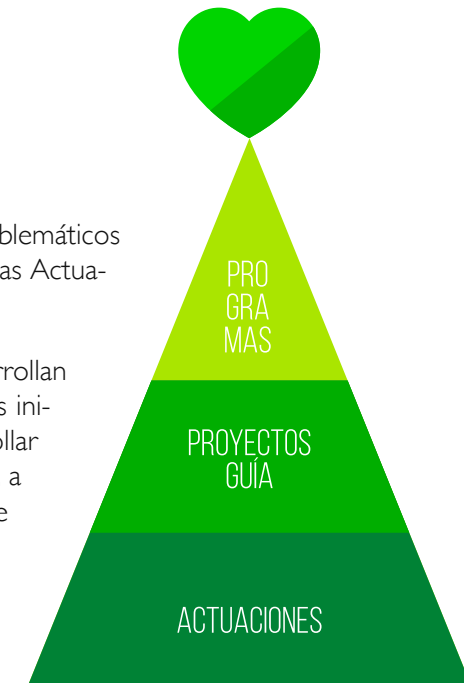 blemáticos
as Actua-
rrollan
s ini-
ollar
a
e
PRO
GRA
MAS
PROYECTOS
GUÍA
ACTUACIONES